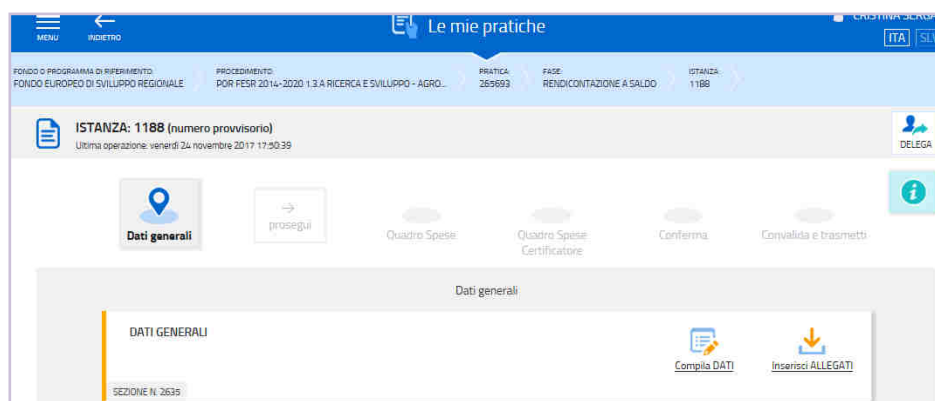 CRISTINA
Le mie pratiche
MENU INDIETRO
ITA SLV
FONDO O PROGRAMMA DI RIFERIMENTO: PROCEDIMENTO: PRATICA: FASE: ISTANZA:
FONDO EUROPEO DI SVILUPPO REGIONALE POR FESR 2014-2020 1.3.A RICERCA E SVILUPPO - AGRO... 265693 RENDICONTAZIONE A SALDO 1188
ISTANZA: 1188 (numero provvisorio)
Ultima operazione: venerdì 24 novembre 2017 17:50:39
DELEGA
Dati generali
prosegui
Quadro Spese
Quadro Spese
Certificatore
Conferma
Convalida e trasmetti
Dati generali
DATI GENERALI
Compila DATI
Inserisci ALLEGATI
SEZIONE N. 2635